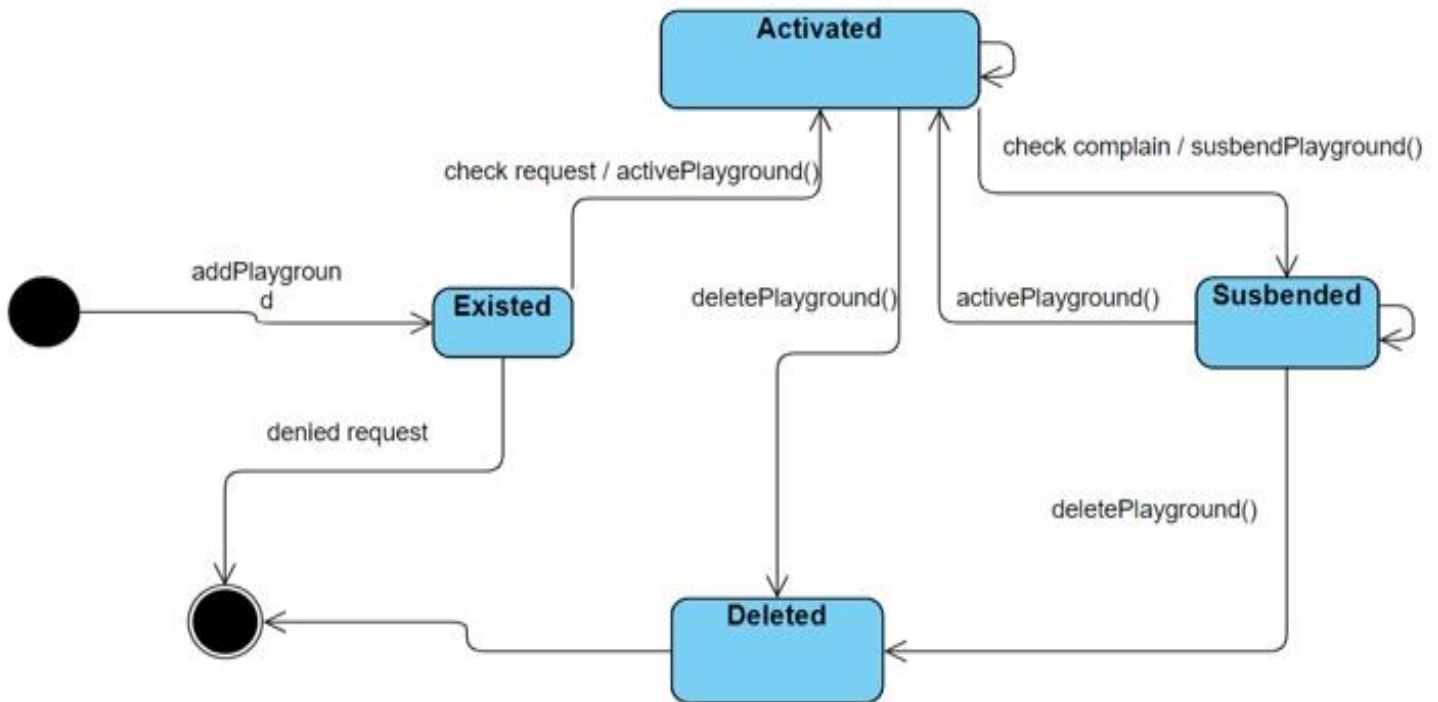 Activated
check request / activePlayground()
check complain / susbendPlayground()
addPlaygroun
d
Existed
deletePlayground()
activePlayground()
Susbended
denied request
deletePlayground()
Deleted